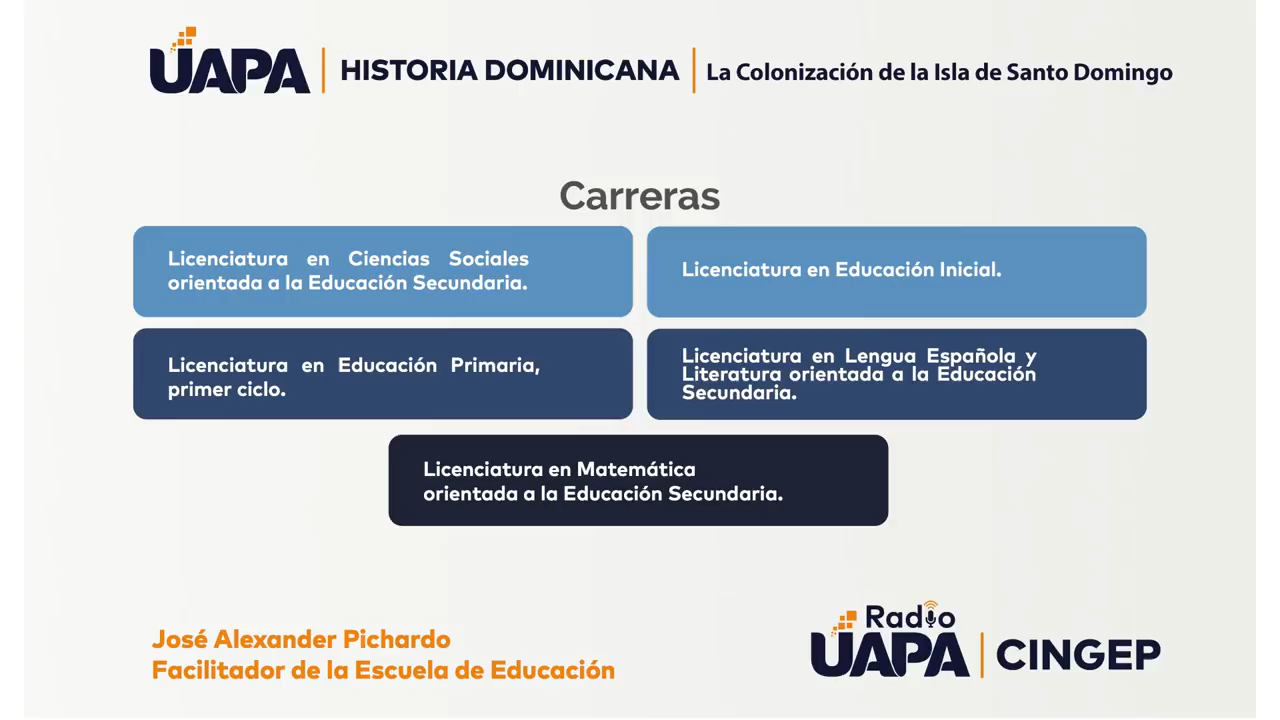 UAPA | HISTORIA DOMINICANA | La Colonización de la Isla de Santo Domingo
Carreras
Licenciatura en Ciencias Sociales
orientada a la Educación Secundaria.
Licenciatura en Educación Inicial.
Licenciatura en Educación Primaria,
primer ciclo.
Licenciatura en Lengua Española y
Literatura orientada a la Educación
Secundaria.
Licenciatura en Matemática
orientada a la Educación Secundaria.
José Alexander Pichardo
Facilitador de la Escuela de Educación
Radio
UAPA | CINGEP